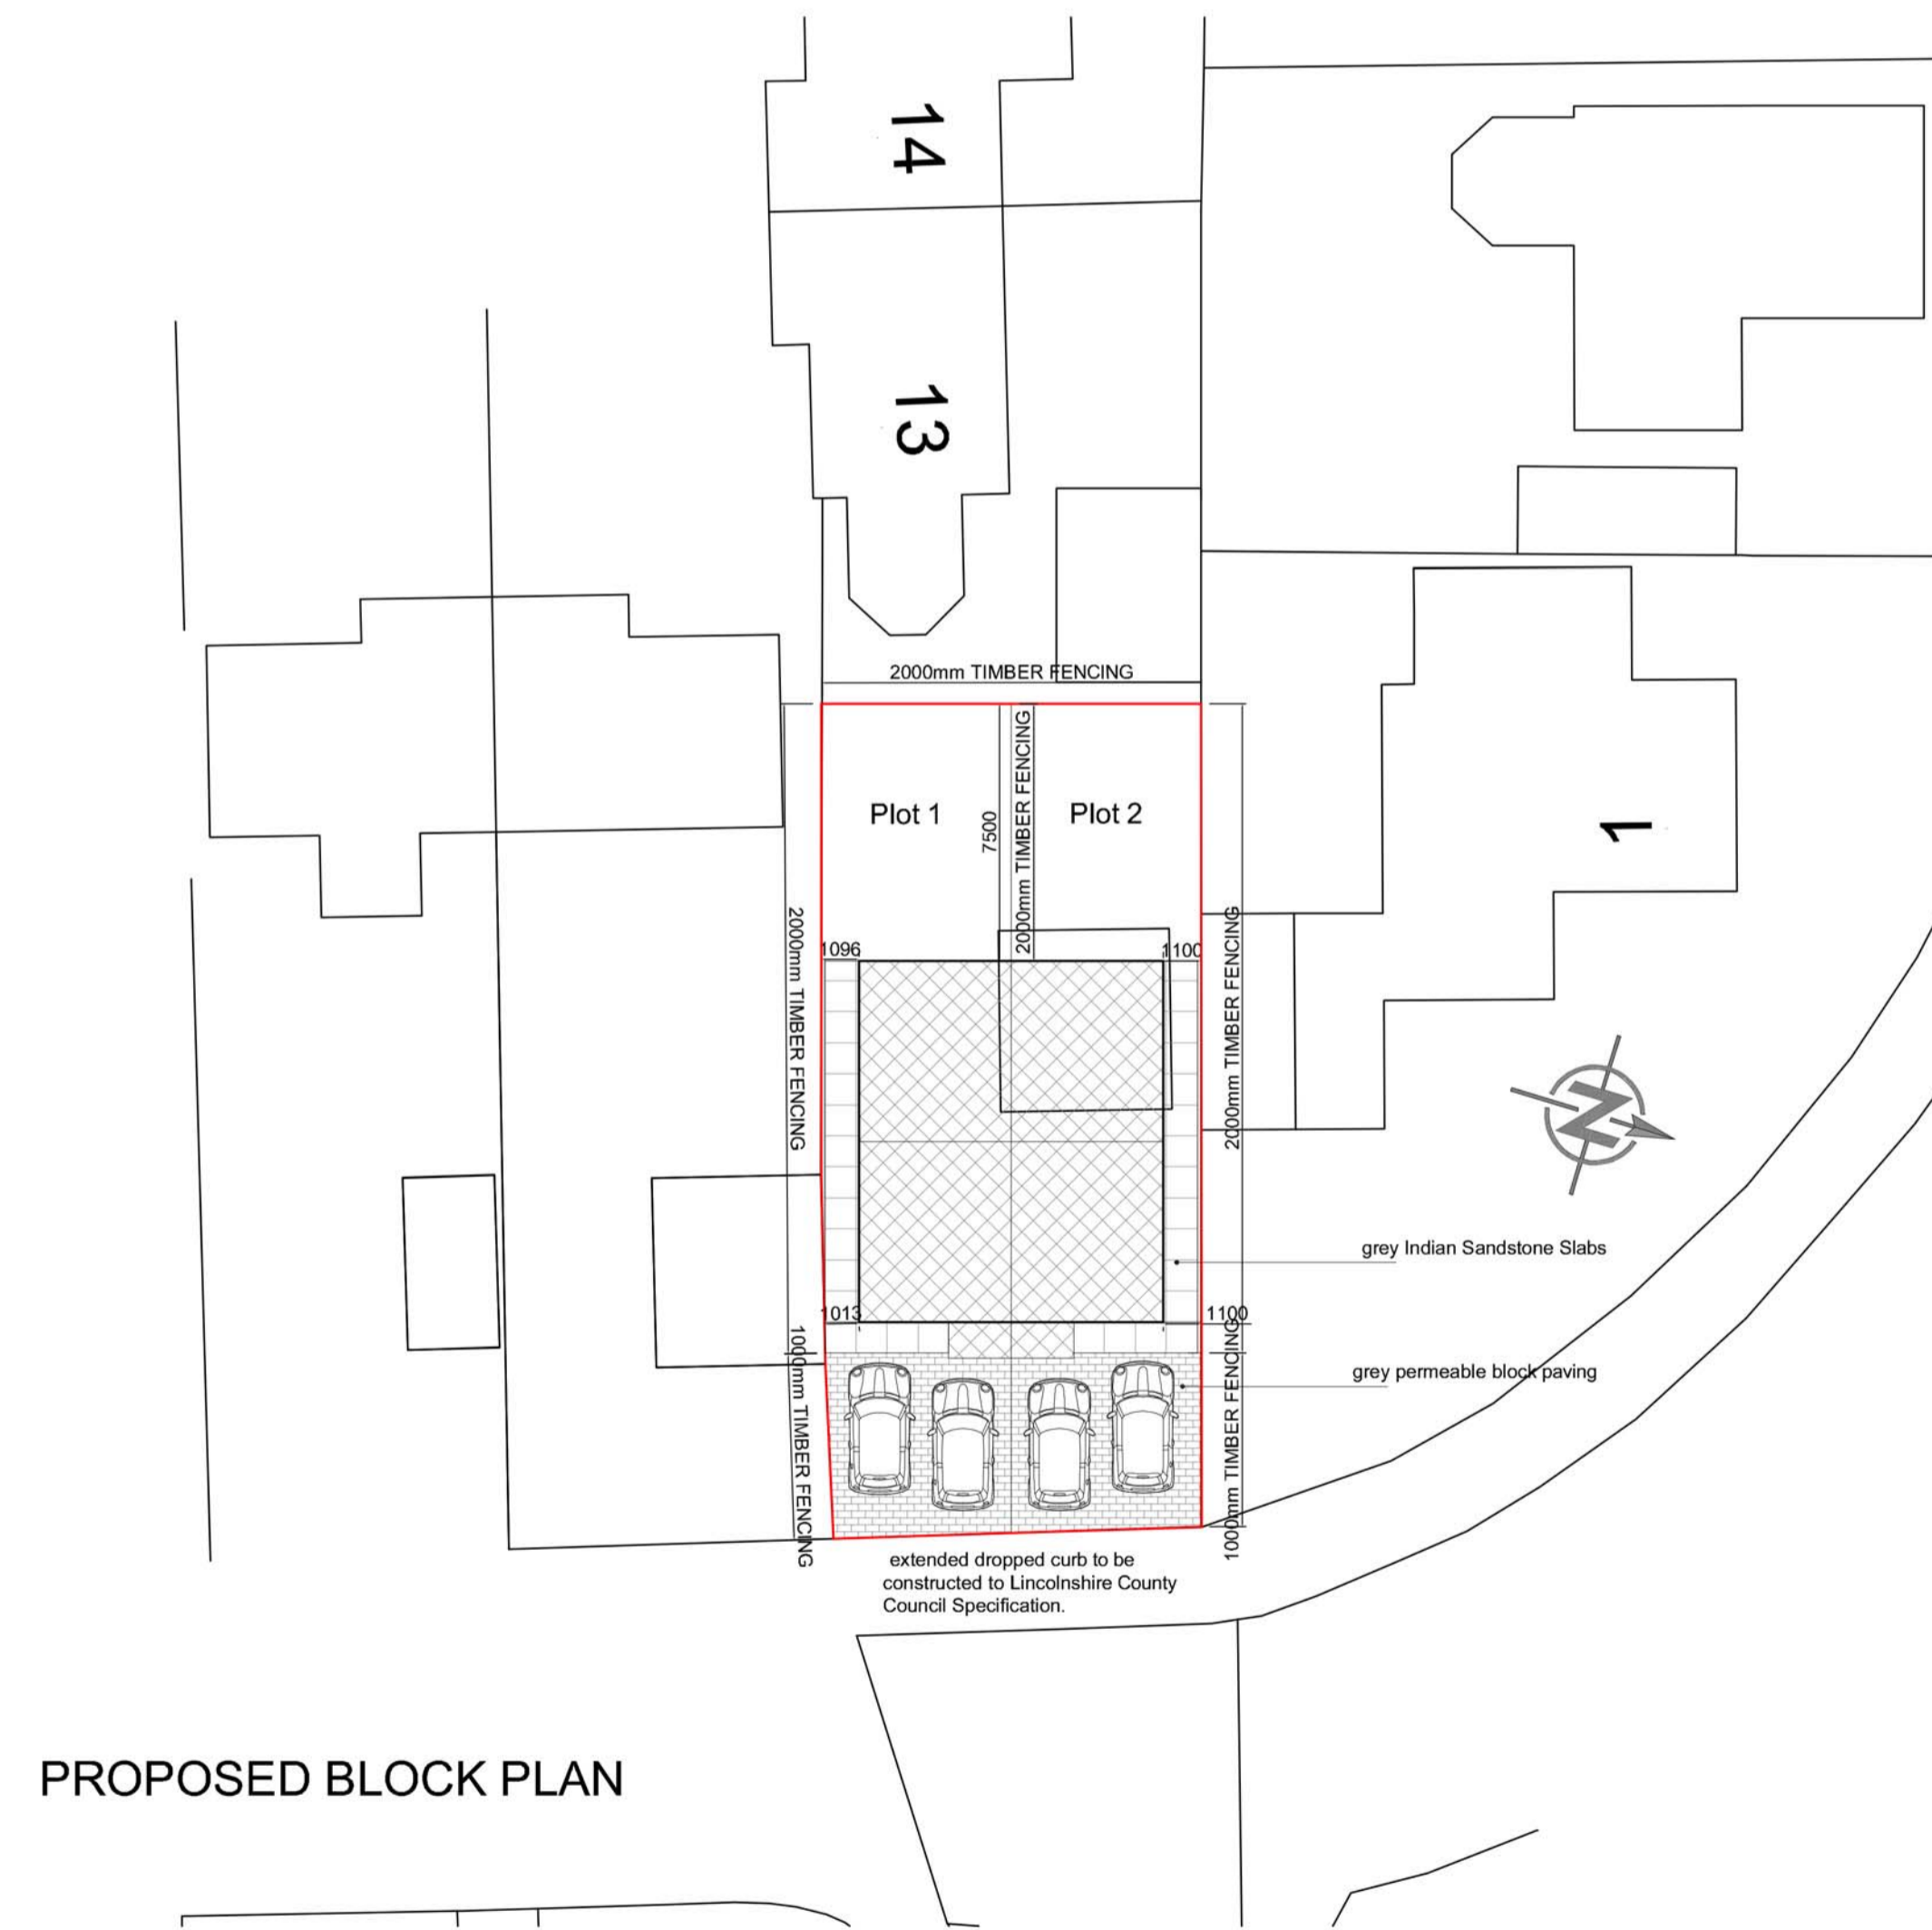 14
13
2000mm TIMBER FENCING
Plot 1
7500
2000mm TIMBER FENCING
Plot 2
1
2000mm TIMBER FENCING
2000mm TIMBER FENCING
1096
1100
N
grey Indian Sandstone Slabs
1013
1100
1000mm TIMBER FENCING
1000mm TIMBER FENCING
grey permeable block paving
extended dropped curb to be
constructed to Lincolnshire County
Council Specification.
PROPOSED BLOCK PLAN